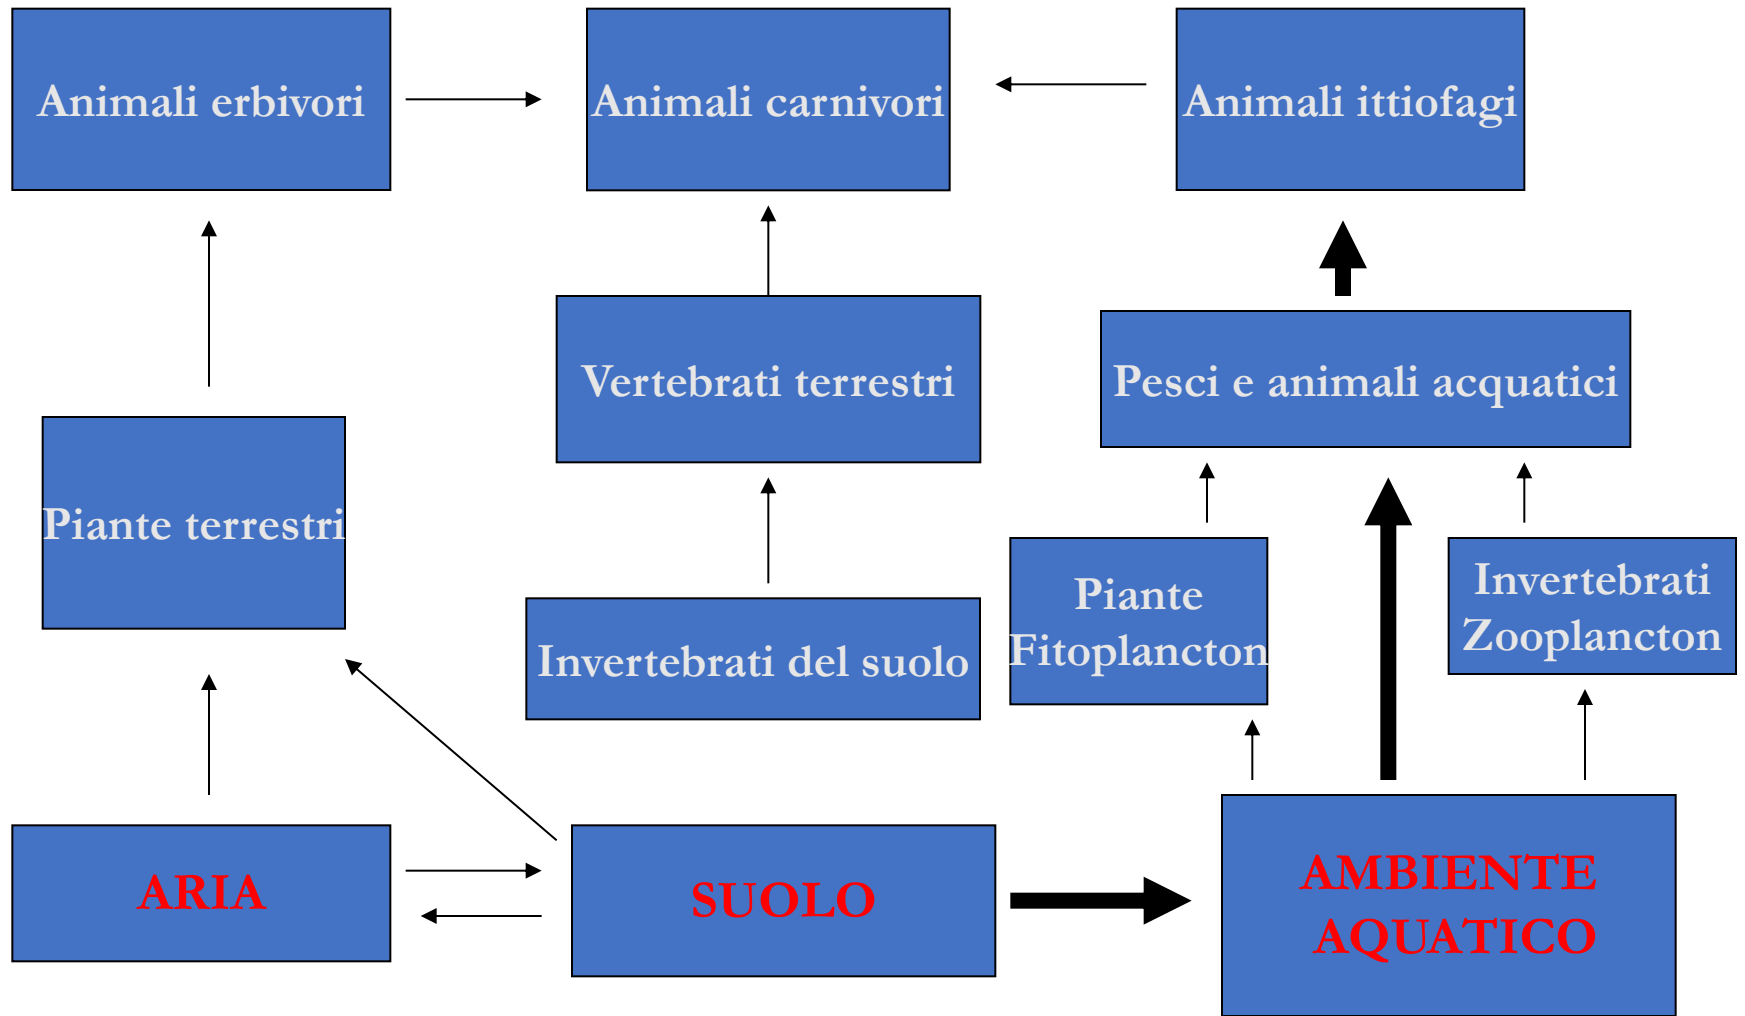 Animali erbivori
Animali carnivori
Animali ittiofagi
Vertebrati terrestri
Pesci e animali acquatici
Piante terrestri
Invertebrati del suolo
Piante
Fitoplancton
Invertebrati
Zooplancton
ARIA
SUOLO
AMBIENTE
AQUATICO